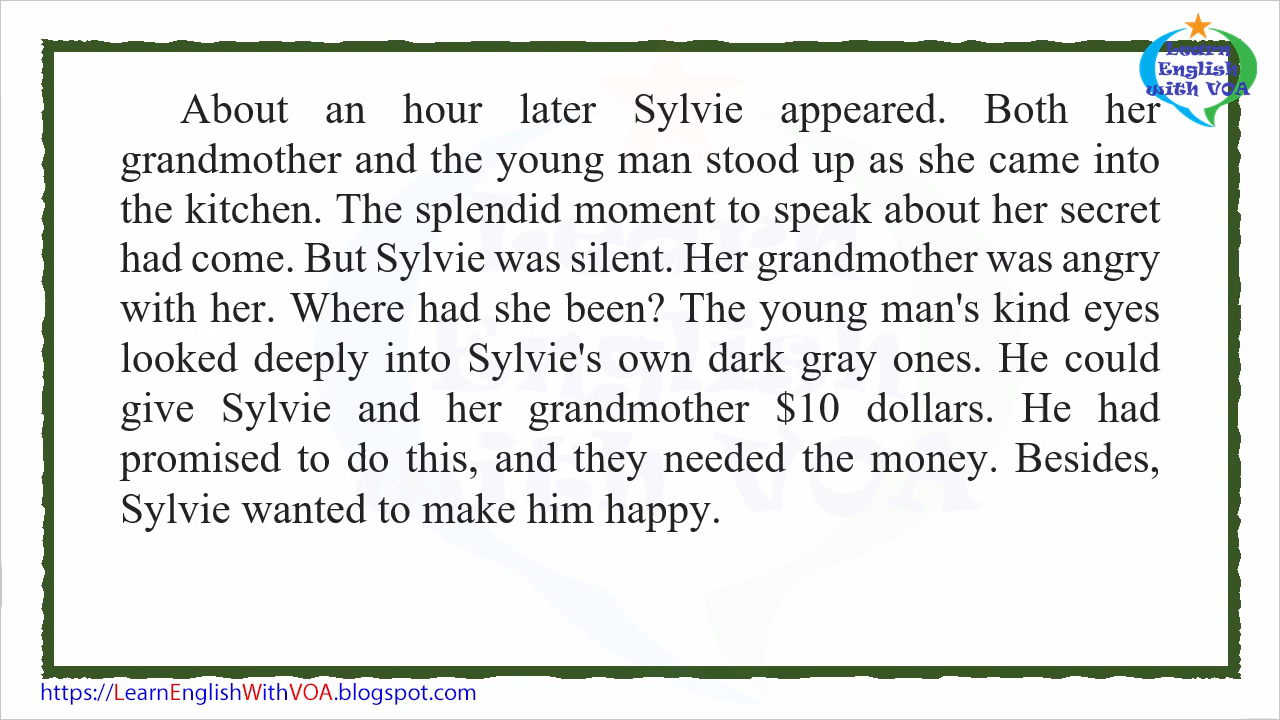 Learn
English
with VOA
About an hour later Sylvie appeared. Both her
grandmother and the young man stood up as she came into
the kitchen. The splendid moment to speak about her secret
had come. But Sylvie was silent. Her grandmother was angry
with her. Where had she been? The young man's kind eyes
looked deeply into Sylvie's own dark gray ones. He could
give Sylvie and her grandmother $10 dollars. He had
promised to do this, and they needed the money. Besides,
Sylvie wanted to make him happy.
Learn
English
with VOA
https://LearnEnglishWithVOA.blogspot.com